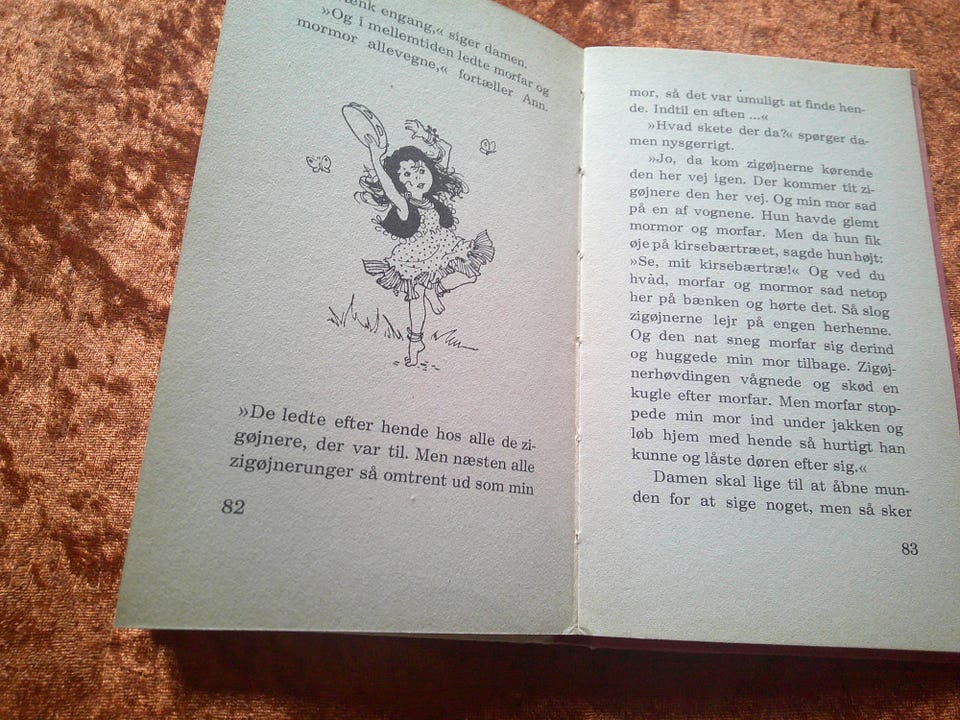 engang,« siger damen.
»Og i mellemtiden ledte morfar og
mormor allevegne,« fortæller Ann.
»De ledte efter hende hos alle de zi-
gøjnere, der var til. Men næsten alle
zigøjnerunger så omtrent ud som min
82
mor, så det var umuligt at finde hen-
de. Indtil en aften ...«
»Hvad skete der da?« spørger da-
men nysgerrigt.
»Jo, da kom zigøjnerne kørende
den her vej igen. Der kommer tit zi-
gøjnere den her vej. Og min mor sad
på en af vognene. Hun havde glemt
mormor og morfar. Men da hun fik
øje på kirsebærtræet, sagde hun højt:
»Se, mit kirsebærtræ!« Og ved du
hvàd, morfar og mormor sad netop
her på bænken og hørte det. Så slog
zigøjnerne lejr på engen herhenne.
Og den nat sneg morfar sig derind
og huggede min mor tilbage. Zigøj-
nerhøvdingen vågnede og skød en
kugle efter morfar. Men morfar stop-
pede min mor ind under jakken og
løb hjem med hende så hurtigt han
kunne og låste døren efter sig.«
Damen skal lige til at åbne mun-
den for at sige noget, men så sker
83